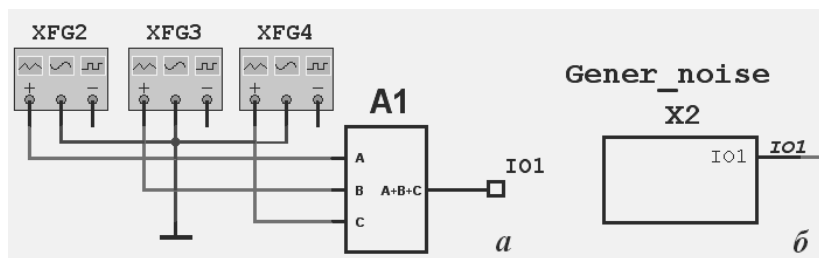 XFG2 XFG3 XFG4
+ − + − + −
Gener_noise
A1
X2
A
IO1
IO1
IO1
B A+B+C
C
а
б